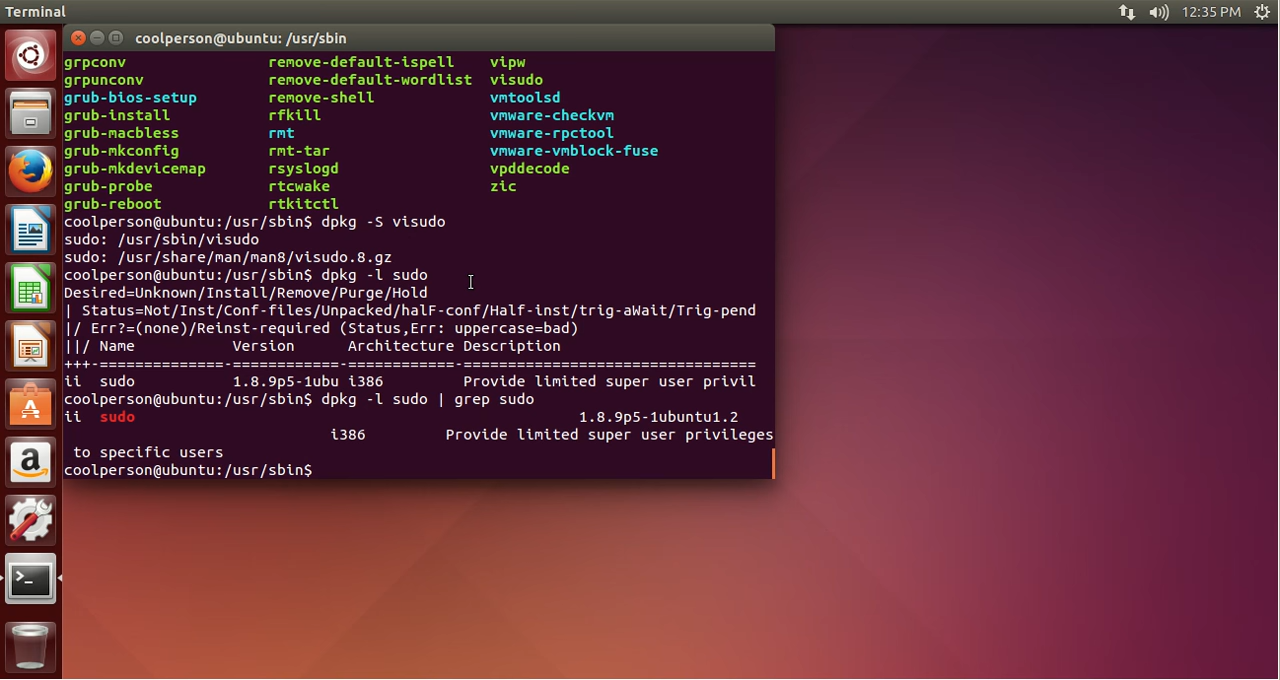 Terminal
12:35 PM
coolperson@ubuntu: /usr/sbin
grpconv remove-default-ispell vipw
grpunconv remove-default-wordlist visudo
grub-bios-setup remove-shell vmtoolsd
grub-install rfkill vmware-checkvm
grub-macbless rmt vmware-rpctool
grub-mkconfig rmt-tar vmware-vmblock-fuse
grub-mkdevicemap rsyslogd vpddecode
grub-probe rtcwake zic
grub-reboot rtkitctl
coolperson@ubuntu:/usr/sbin$ dpkg -S visudo
sudo: /usr/sbin/visudo
sudo: /usr/share/man/man8/visudo.8.gz
coolperson@ubuntu:/usr/sbin$ dpkg -l sudo
Desired=Unknown/Install/Remove/Purge/Hold
| Status=Not/Inst/Conf-files/Unpacked/halF-conf/Half-inst/trig-aWait/Trig-pend
|/ Err?=(none)/Reinst-required (Status,Err: uppercase=bad)
||/ Name Version Architecture Description
+++-==============-============-============-=================================
ii sudo 1.8.9p5-1ubu i386 Provide limited super user privil
coolperson@ubuntu:/usr/sbin$ dpkg -l sudo | grep sudo
ii sudo 1.8.9p5-1ubuntu1.2
i386 Provide limited super user privileges
to specific users
coolperson@ubuntu:/usr/sbin$